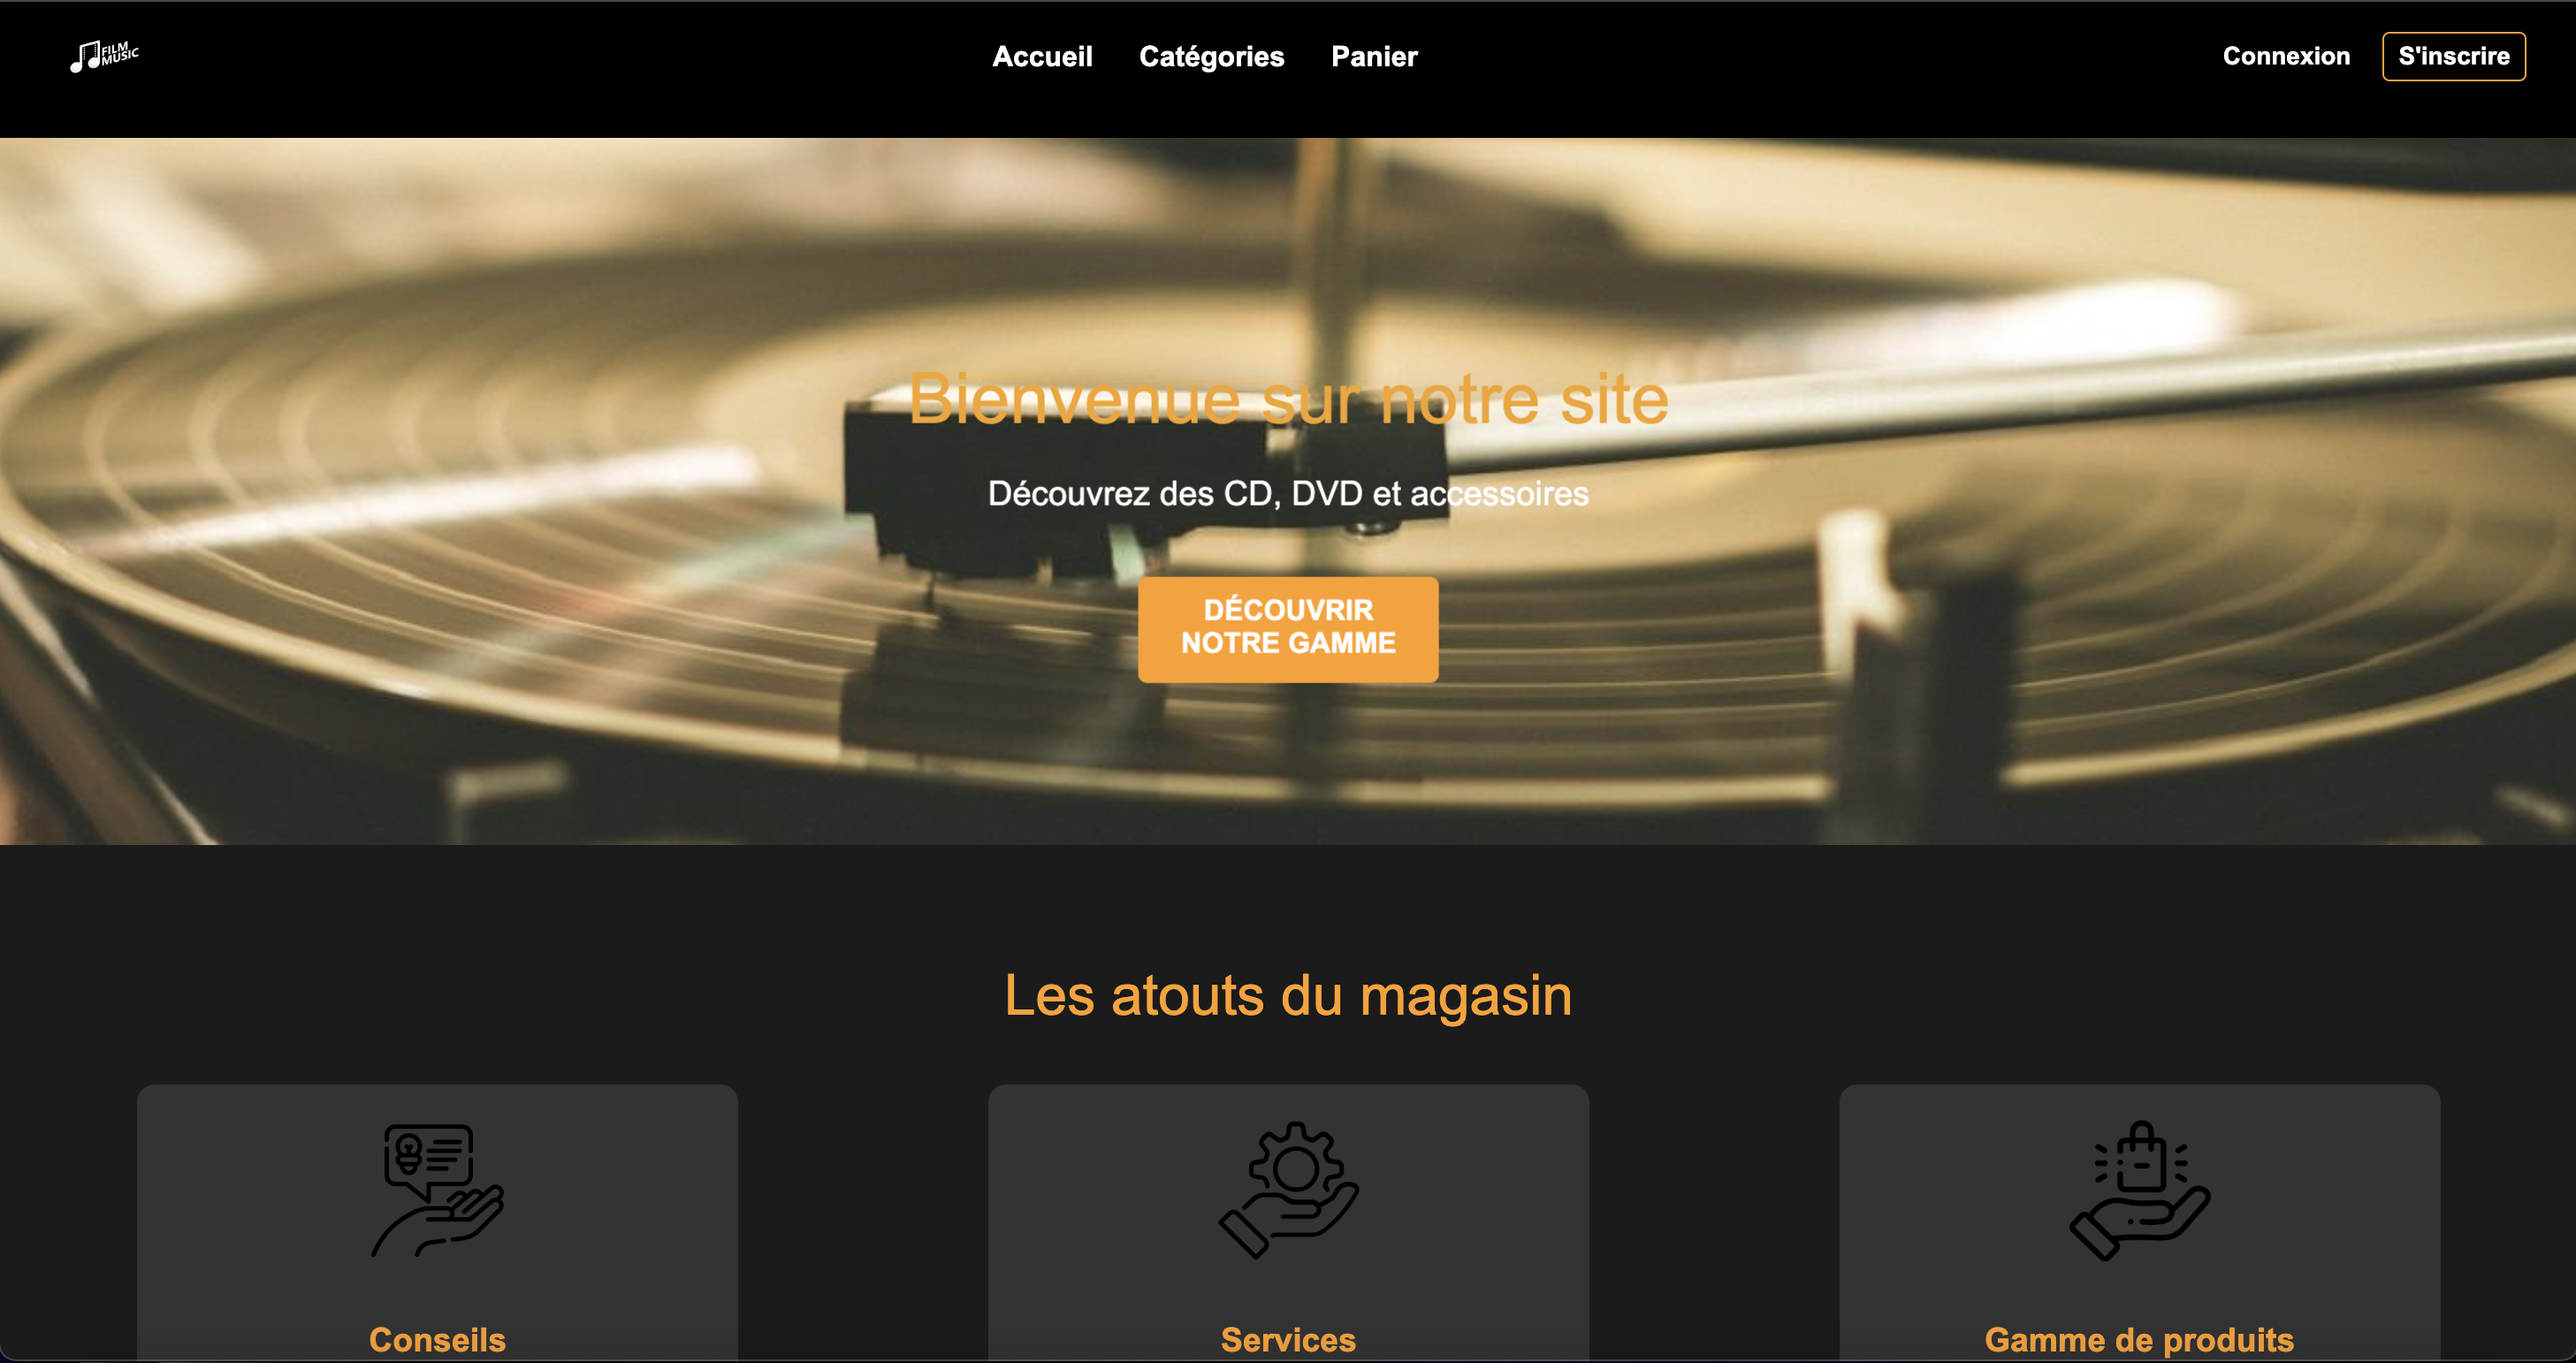 FILM
MUSIC
Accueil
Catégories
Panier
Connexion
S'inscrire
Bienvenue sur notre site
Découvrez des CD, DVD et accessoires
DÉCOUVRIR
NOTRE GAMME
Les atouts du magasin
Conseils
Services
Gamme de produits